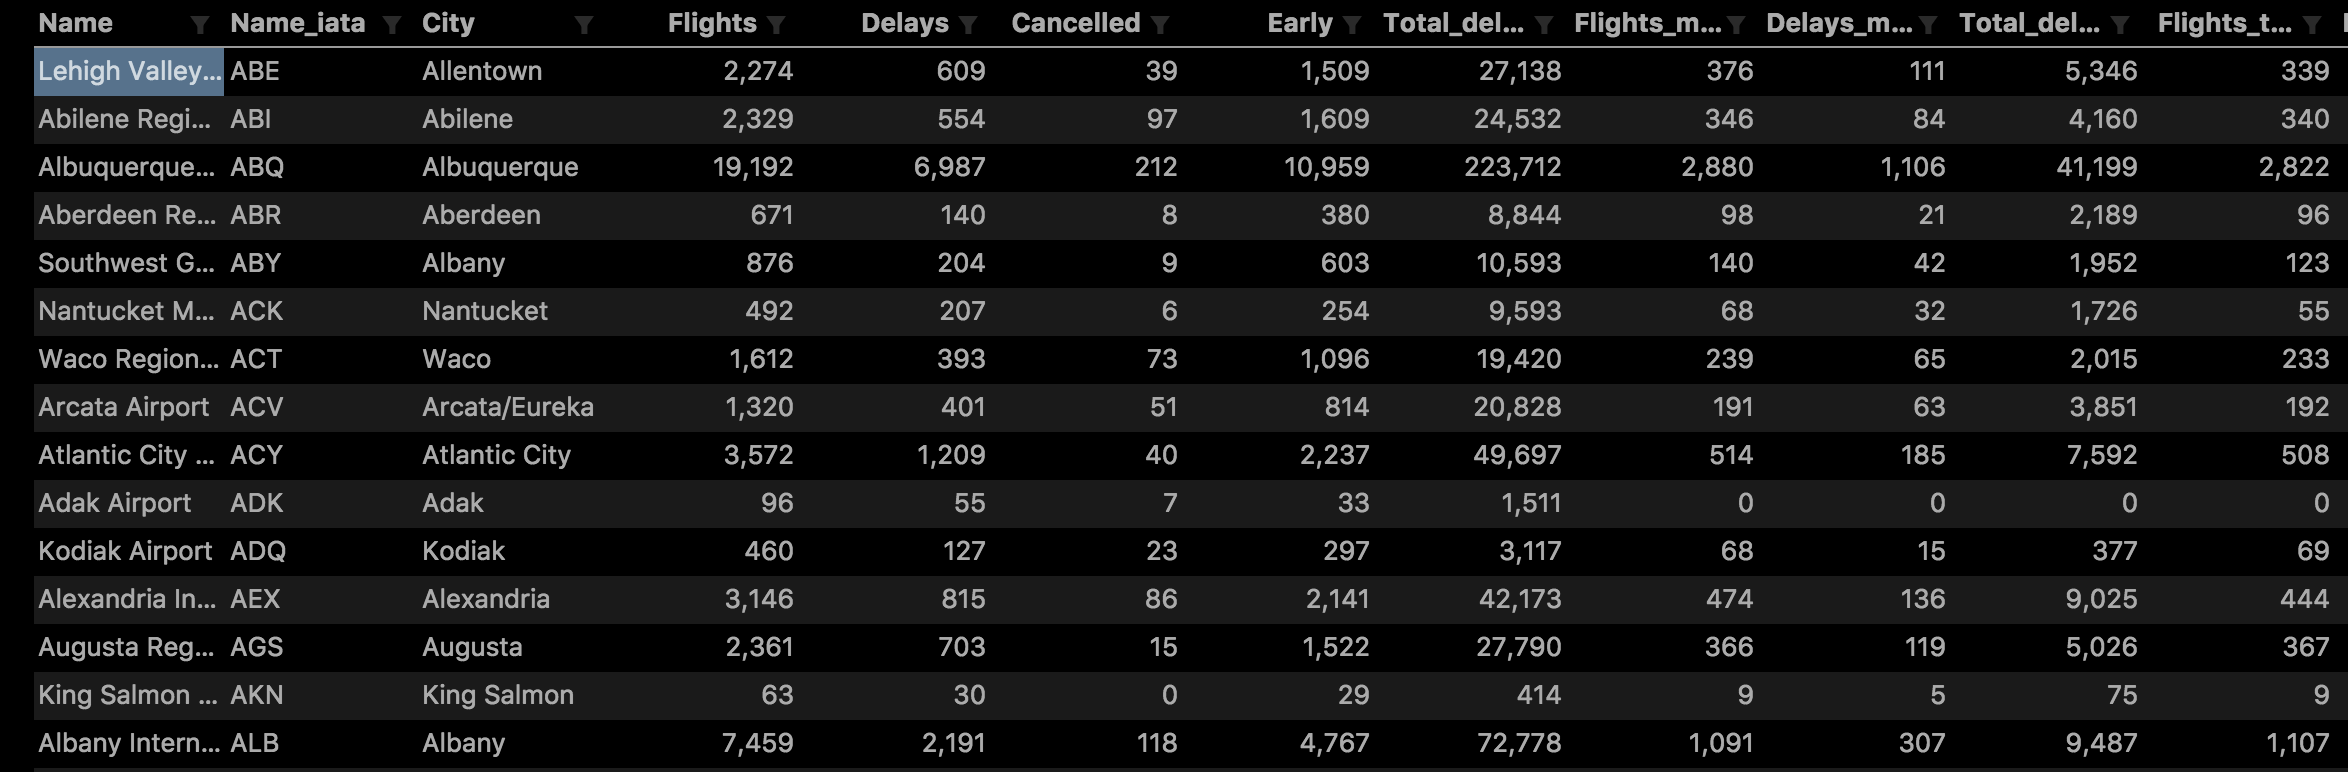 Name Name_iata City Flights Delays Cancelled Early Total_del... Flights_m... Delays_m... Total_del... Flights_t...
Lehigh Valley... ABE Allentown 2,274 609 39 1,509 27,138 376 111 5,346 339
Abilene Regi... ABI Abilene 2,329 554 97 1,609 24,532 346 84 4,160 340
Albuquerque... ABQ Albuquerque 19,192 6,987 212 10,959 223,712 2,880 1,106 41,199 2,822
Aberdeen Re... ABR Aberdeen 671 140 8 380 8,844 98 21 2,189 96
Southwest G... ABY Albany 876 204 9 603 10,593 140 42 1,952 123
Nantucket M... ACK Nantucket 492 207 6 254 9,593 68 32 1,726 55
Waco Region... ACT Waco 1,612 393 73 1,096 19,420 239 65 2,015 233
Arcata Airport ACV Arcata/Eureka 1,320 401 51 814 20,828 191 63 3,851 192
Atlantic City ... ACY Atlantic City 3,572 1,209 40 2,237 49,697 514 185 7,592 508
Adak Airport ADK Adak 96 55 7 33 1,511 0 0 0 0
Kodiak Airport ADQ Kodiak 460 127 23 297 3,117 68 15 377 69
Alexandria In... AEX Alexandria 3,146 815 86 2,141 42,173 474 136 9,025 444
Augusta Reg... AGS Augusta 2,361 703 15 1,522 27,790 366 119 5,026 367
King Salmon ... AKN King Salmon 63 30 0 29 414 9 5 75 9
Albany Intern... ALB Albany 7,459 2,191 118 4,767 72,778 1,091 307 9,487 1,107